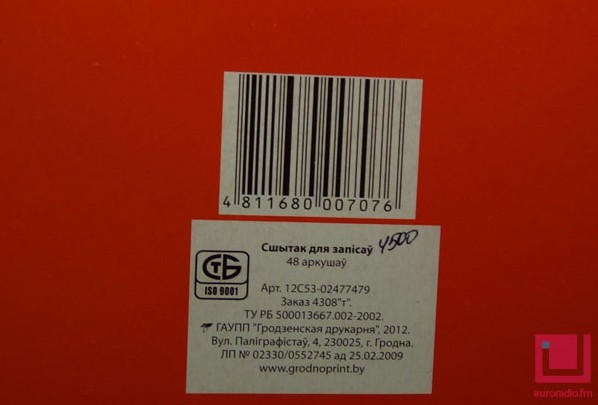 4 811680 007076
Сшытак для запісаў 4500
48 аркушаў
СТБ
ISO 9001
Арт. 12С53-02477479
Заказ 4308"т".
ТУ РБ 500013667.002-2002.
ГАУПП "Гродзенская друкарня", 2012.
Вул. Паліграфістаў, 4, 230025, г. Гродна.
ЛП № 02330/0552745 ад 25.02.2009
www.grodnoprint.by
euroradio.fm